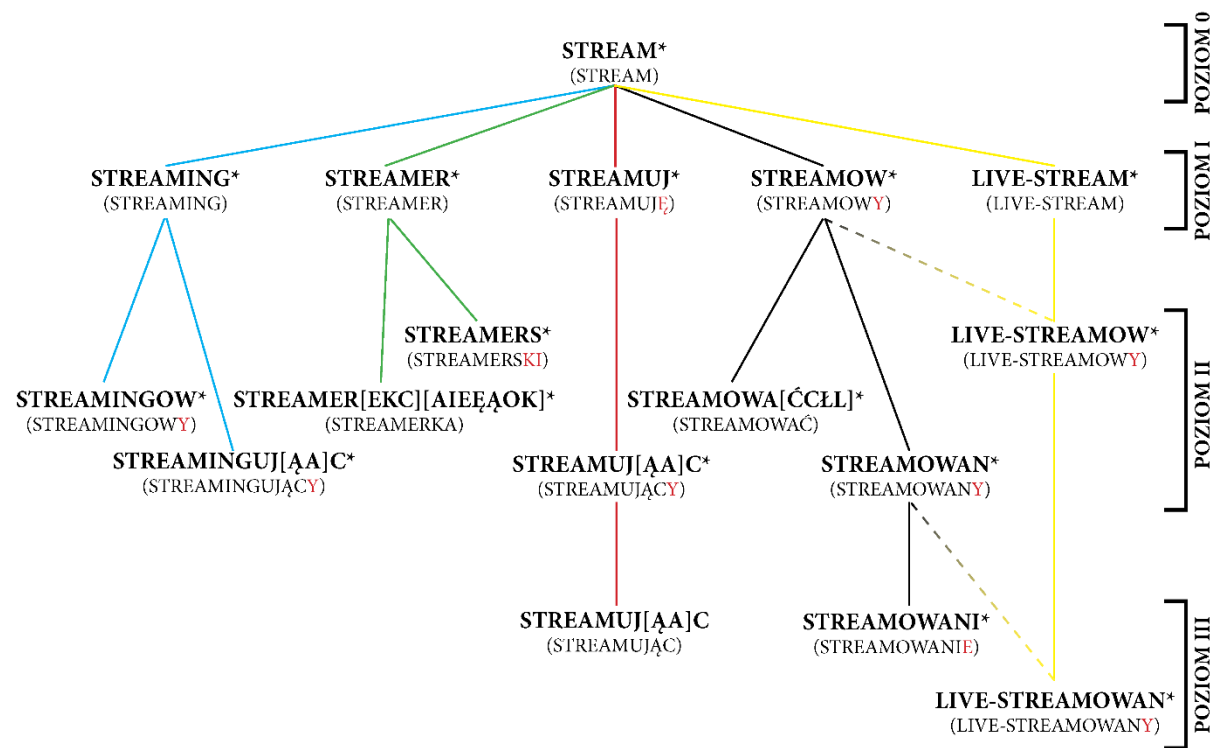 STREAM*
(STREAM)
POZIOM 0
STREAMING*
(STREAMING)
STREAMER*
(STREAMER)
STREAMUJ*
(STREAMUJĘ)
STREAMOW*
(STREAMOWY)
LIVE-STREAM*
(LIVE-STREAM)
POZIOM I
STREAMERS*
(STREAMERSKI)
LIVE-STREAMOW*
(LIVE-STREAMOWY)
STREAMINGOW*
(STREAMINGOWY)
STREAMER[EKC][AIEĘĄOK]*
(STREAMERKA)
STREAMOWA[ĆCŁL]*
(STREAMOWAĆ)
STREAMINGUJ[ĄA]C*
(STREAMINGUJĄCY)
STREAMUJ[ĄA]C*
(STREAMUJĄCY)
STREAMOWAN*
(STREAMOWANY)
POZIOM II
STREAMUJ[ĄA]C
(STREAMUJĄC)
STREAMOWANI*
(STREAMOWANIE)
LIVE-STREAMOWAN*
(LIVE-STREAMOWANY)
POZIOM III